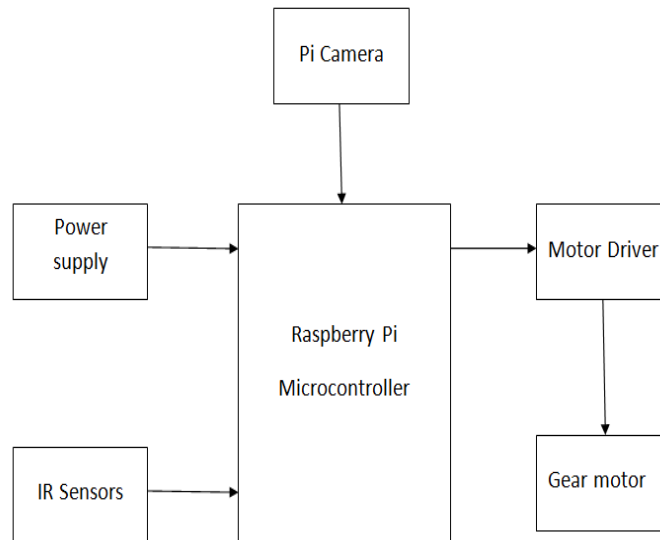 Pi Camera
Power
supply
Motor Driver
Raspberry Pi
Microcontroller
IR Sensors
Gear motor